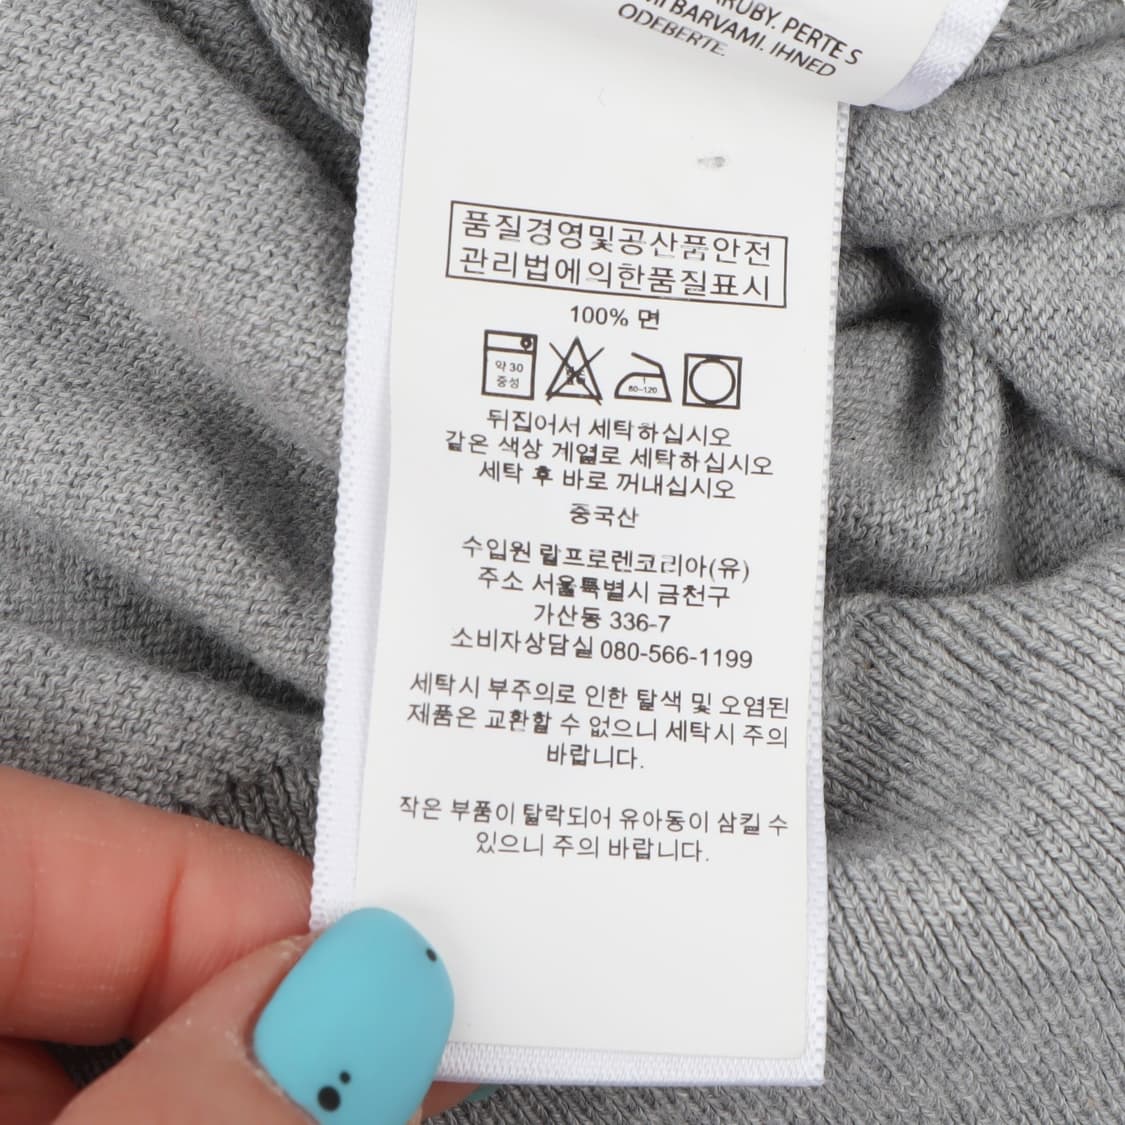 RUBY. PERTE S
BARVAMI. IHNED
ODEBERTE.
품질경영및공산품안전
관리법에의한품질표시
100% 면
약 30
중성
80-120
뒤집어서 세탁하십시오
같은 색상 계열로 세탁하십시오
세탁 후 바로 꺼내십시오
중국산
수입원 랄프로렌코리아(유)
주소 서울특별시 금천구
가산동 336-7
소비자상담실 080-566-1199
세탁시 부주의로 인한 탈색 및 오염된
제품은 교환할 수 없으니 세탁시 주의
바랍니다.
작은 부품이 탈락되어 유아동이 삼킬 수
있으니 주의 바랍니다.